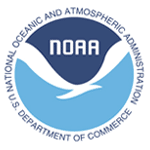 NATIONAL OCEANIC AND ATMOSPHERIC ADMINISTRATION
NOAA
U.S. DEPARTMENT OF COMMERCE